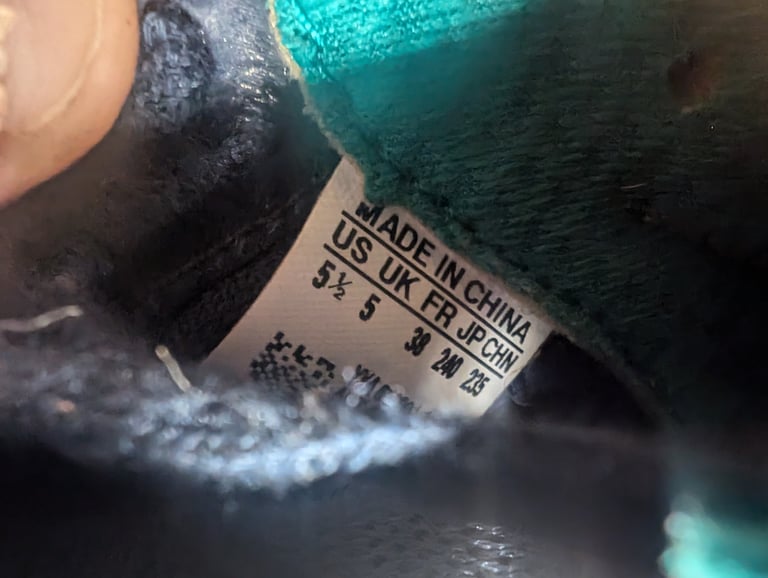 MADE IN CHINA
US UK FR JP CHN
5½ 5 38 240 235